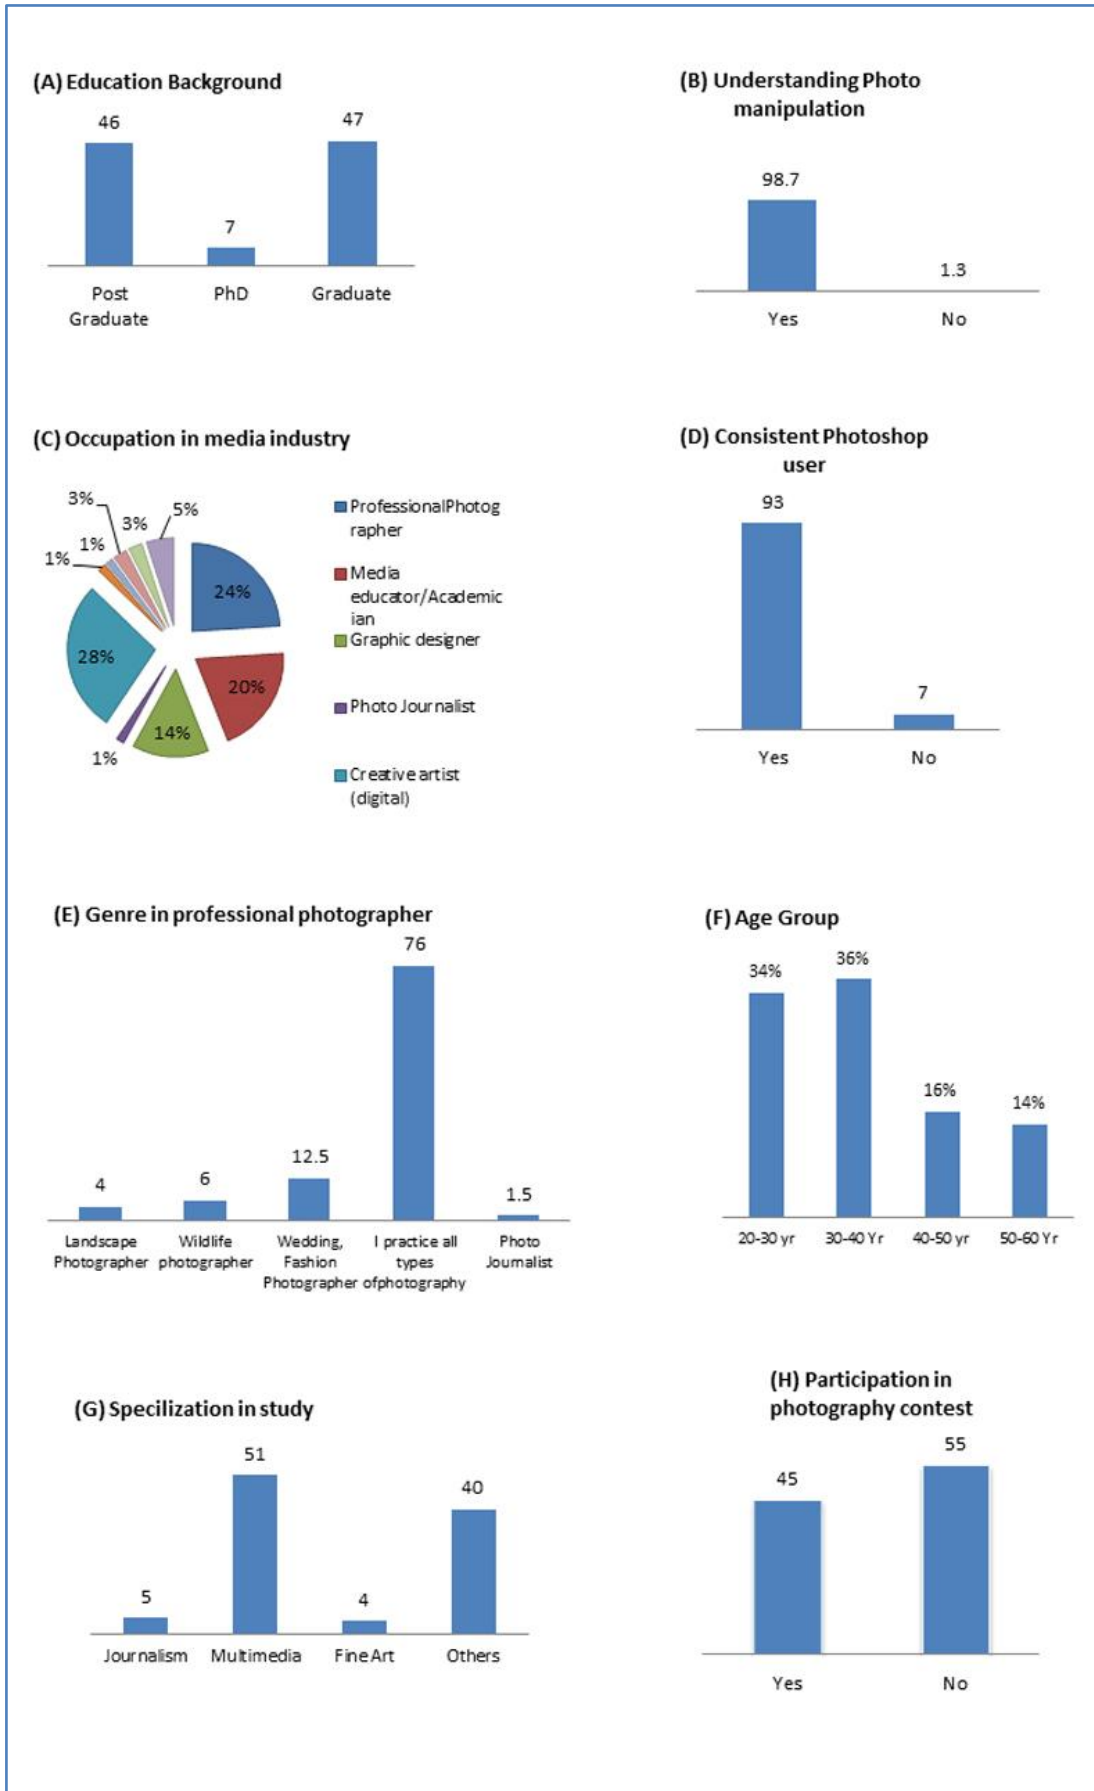 (A) Education Background
46
7
47
Post
Graduate
PhD
Graduate
(B) Understanding Photo
manipulation
98.7
1.3
Yes
No
(C) Occupation in media industry
3%
3%
5%
1%
1%
24%
28%
20%
14%
1%
ProfessionalPhotog
rapher
Media
educator/Academic
ian
Graphic designer
Photo Journalist
Creative artist
(digital)
(D) Consistent Photoshop
user
93
7
Yes
No
(E) Genre in professional photographer
76
12.5
4
6
1.5
Landscape
Photographer
Wildlife
photographer
Wedding,
Fashion
Photographer
I practice all
types
ofphotography
Photo
Journalist
(F) Age Group
34%
36%
16%
14%
20-30 yr
30-40 Yr
40-50 yr
50-60 Yr
(G) Specilization in study
51
40
5
4
Journalism
Multimedia
Fine Art
Others
(H) Participation in
photography contest
45
55
Yes
No